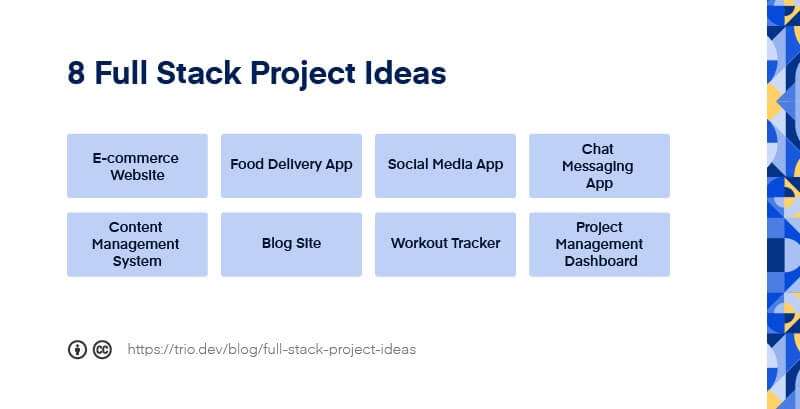 8 Full Stack Project Ideas
E-commerce
Website
Food Delivery App
Social Media App
Chat
Messaging
App
Content
Management
System
Blog Site
Workout Tracker
Project
Management
Dashboard
cc
https://trio.dev/blog/full-stack-project-ideas